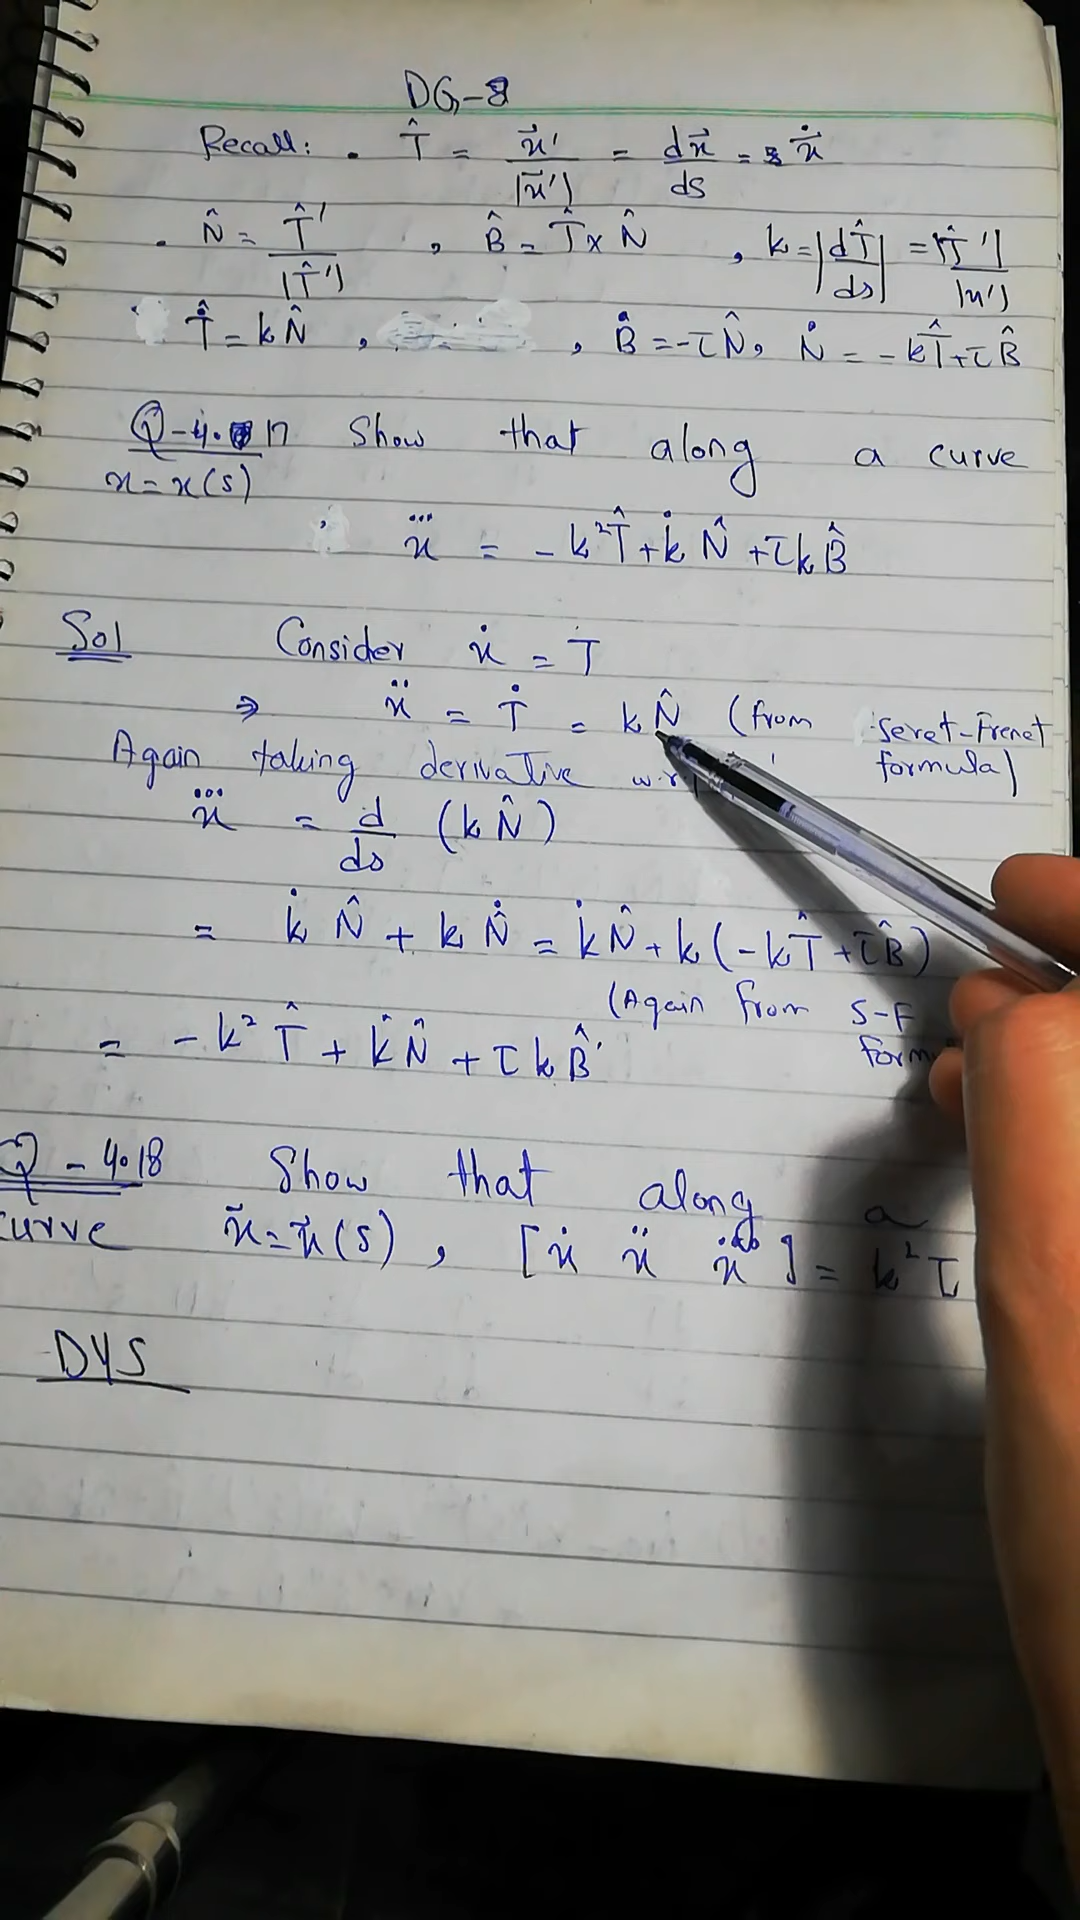 DG-8
Recall: . T̂ = x⃗' / |x⃗'| = dx⃗/ds = ẋ⃗
. N̂ = T̂' / |T̂'| , B̂ = T̂ × N̂ , k = |dT̂/ds| = |T̂'| / |x'|
Ṫ̂ = kN̂ , , Ḃ = -τN̂, Ṅ = -kT̂+τB̂
Q-4.17 Show that along a curve
x = x(s)
, x⃛ = -k²T̂ + k̇ N̂ + τkB̂
Sol Consider ẋ = T
⇒ ẍ = Ṫ = kN̂ (from Seret-Frenet
formula)
Again taking derivative w.r
x⃛ = d/ds (kN̂)
= k̇ N̂ + k Ṅ̂ = k̇N̂ + k(-kT̂ + τB̂)
(Again from S-F
= -k² T̂ + k̇N̂ + τkB̂.
Q-4.18 Show that along a
curve x⃗ = x⃗(s), [ẋ ẍ x⃛] = k²τ
DYS